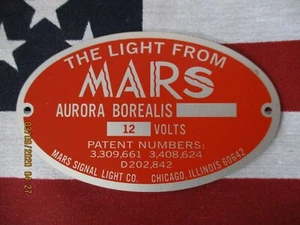 THE LIGHT FROM
MARS
AURORA BOREALIS
12 VOLTS
PATENT NUMBERS:
3,309,661 3,408,624
D202,842
MARS SIGNAL LIGHT CO. CHICAGO, ILLINOIS 60642